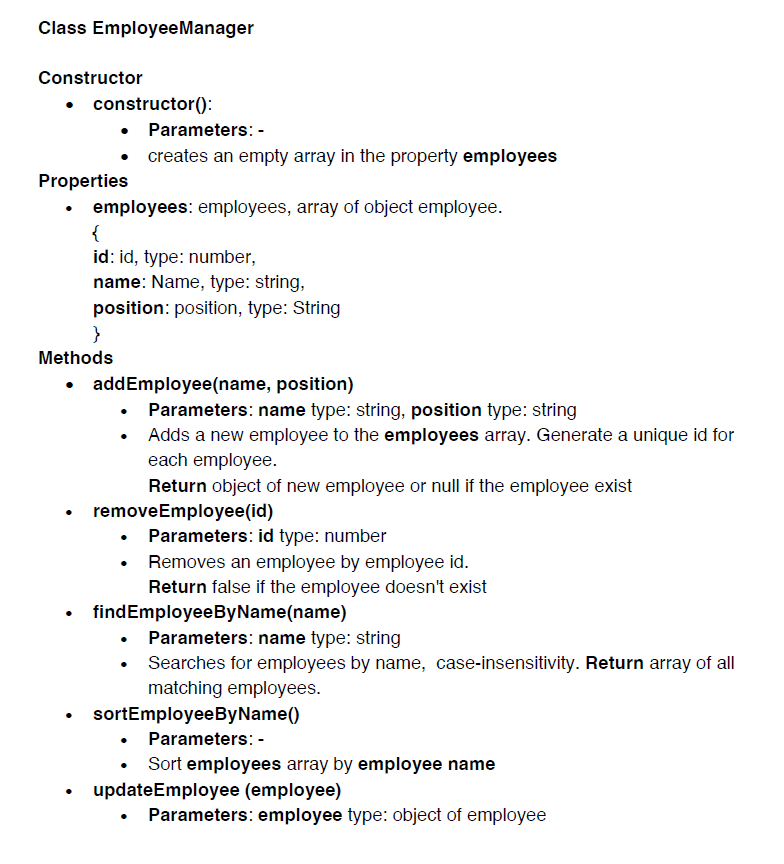 Class EmployeeManager
Constructor
• constructor():
• Parameters: -
• creates an empty array in the property employees
Properties
• employees: employees, array of object employee.
{
id: id, type: number,
name: Name, type: string,
position: position, type: String
}
Methods
• addEmployee(name, position)
• Parameters: name type: string, position type: string
• Adds a new employee to the employees array. Generate a unique id for
each employee.
Return object of new employee or null if the employee exist
• removeEmployee(id)
• Parameters: id type: number
• Removes an employee by employee id.
Return false if the employee doesn't exist
• findEmployeeByName(name)
• Parameters: name type: string
• Searches for employees by name, case-insensitivity. Return array of all
matching employees.
• sortEmployeeByName()
• Parameters: -
• Sort employees array by employee name
• updateEmployee (employee)
• Parameters: employee type: object of employee